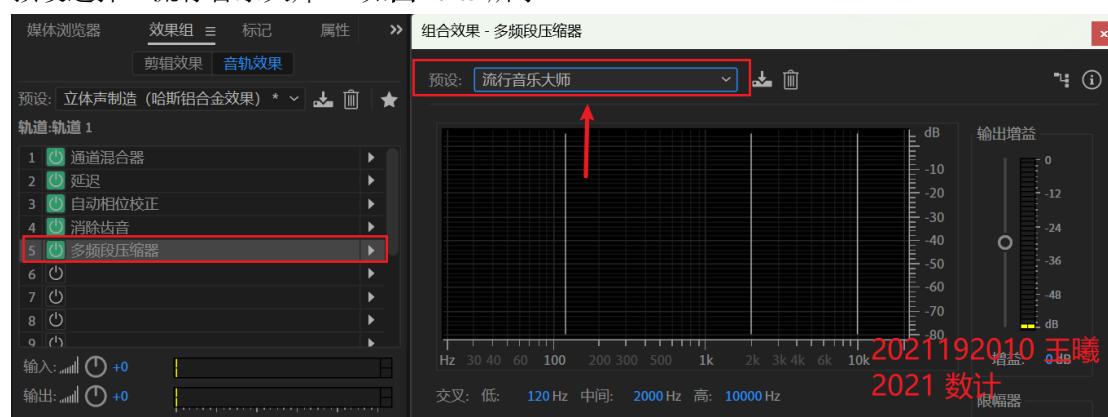 媒体浏览器 效果组 标记 属性 »
剪辑效果 音轨效果
预设: 立体声制造（哈斯铝合金效果）*
轨道:轨道 1
1 通道混合器
2 延迟
3 自动相位校正
4 消除齿音
5 多频段压缩器
6
7
8
9
输入: +0
输出: +0
组合效果 - 多频段压缩器
预设: 流行音乐大师
dB
-10
-20
-30
-40
-50
-60
-70
-80
Hz 30 40 60 100 200 300 500 1k 2k 3k 4k 6k 10k
交叉: 低: 120 Hz 中间: 2000 Hz 高: 10000 Hz
输出增益
0
-12
-24
-36
-48
dB
增益: 0 dB
限幅器
2021192010 王曦
2021 数计